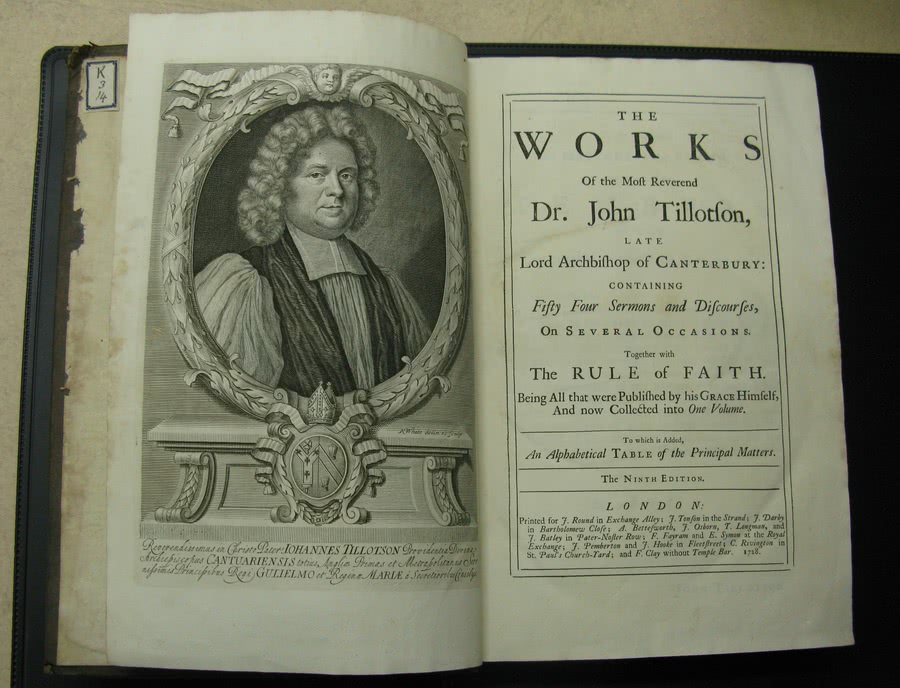 K
3
14
R White delin et sculp
Reverendissimus in Christo Pater IOHANNES TILLOTSON Providentia Divina
Archiepiscopus CANTUARIENSIS totius Angliæ Primas et Metropolitanus Sere
nissimis Principibus Regi GULIELMO et Reginæ MARIÆ a Secretioribus Consilijs
THE
WORKS
Of the Moſt Reverend
Dr. John Tillotſon,
LATE
Lord Archbiſhop of CANTERBURY:
CONTAINING
Fifty Four Sermons and Diſcourſes,
On SEVERAL OCCASIONS.
Together with
The RULE of FAITH.
Being All that were Publiſhed by his GRACE Himſelf,
And now Collected into One Volume.
To which is Added,
An Alphabetical TABLE of the Principal Matters.
The NINTH EDITION.
LONDON:
Printed for J. Round in Exchange Alley; J. Tonſon in the Strand; J. Darby
in Bartholomew Cloſe; A. Betteſworth, J. Osborn, T. Longman, and
J. Batley in Pater-Noſter Row; F. Fayram and E. Symon at the Royal
Exchange; J. Pemberton and J. Hooke in Fleetſtreet; C. Rivington in
St. Paul's Church-Yard; and F. Clay without Temple Bar. 1728.